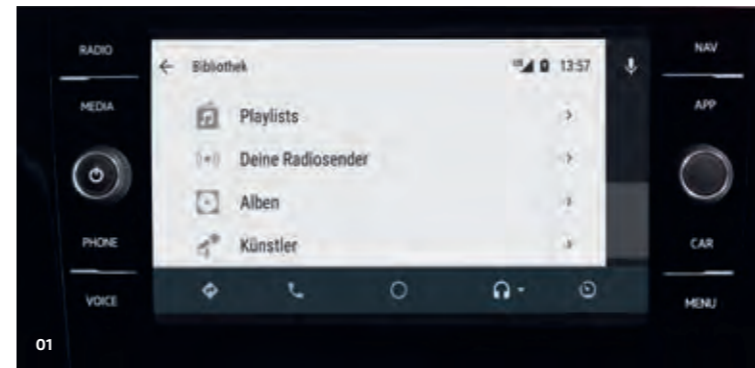 RADIO
NAV
← Bibliothek
13:57
MEDIA
APP
Playlists
Deine Radiosender
Alben
PHONE
Künstler
CAR
VOICE
MENU
01